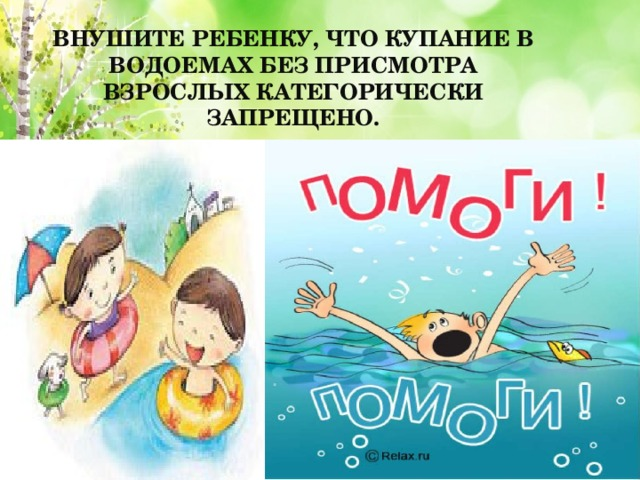 ВНУШИТЕ РЕБЕНКУ, ЧТО КУПАНИЕ В
ВОДОЕМАХ БЕЗ ПРИСМОТРА
ВЗРОСЛЫХ КАТЕГОРИЧЕСКИ
ЗАПРЕЩЕНО.
ПОМОГИ!
ПОМОГИ!
© Relax.ru